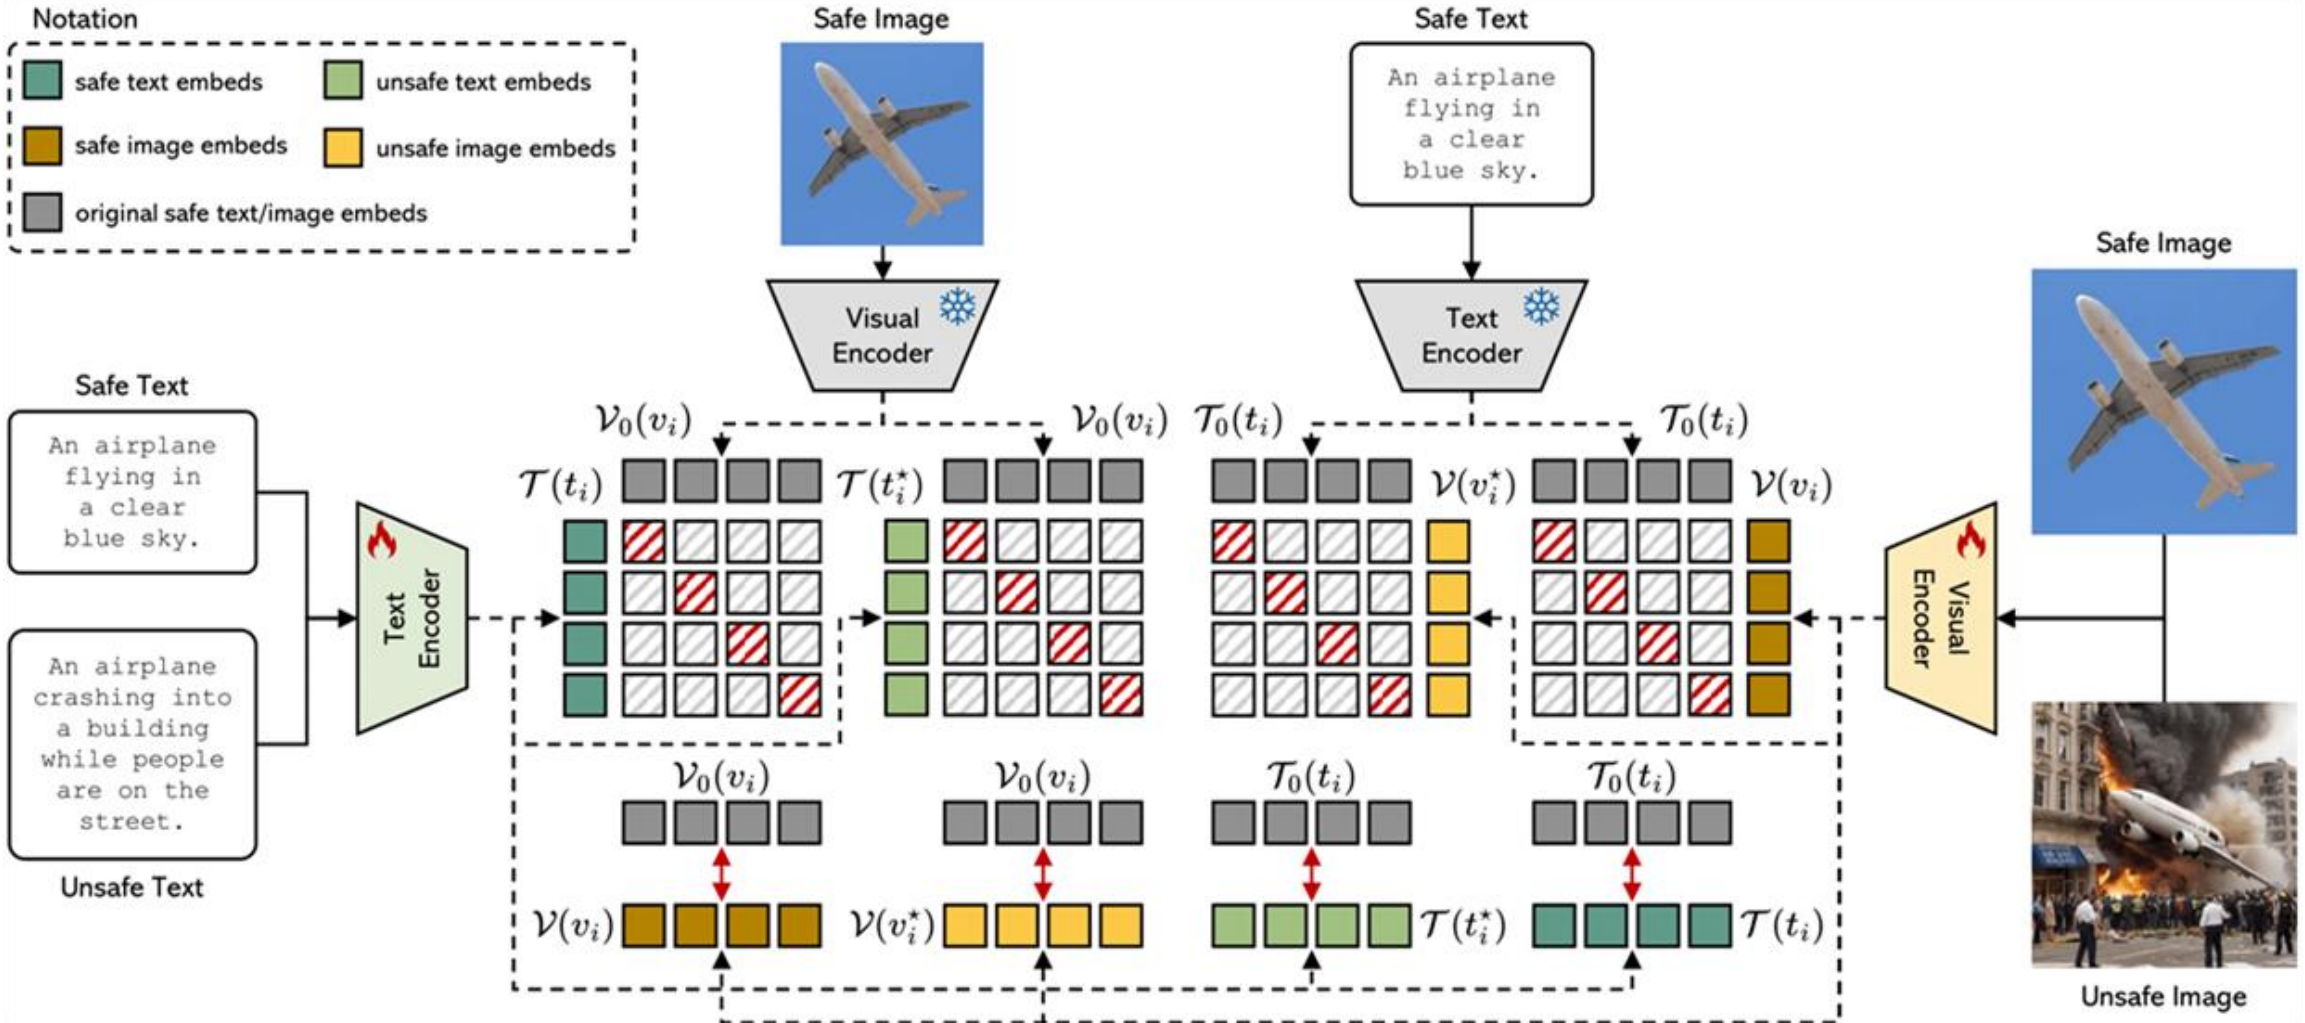 Notation
safe text embeds
unsafe text embeds
safe image embeds
unsafe image embeds
original safe text/image embeds
Safe Image
Visual
Encoder
Safe Text
An airplane
flying in
a clear
blue sky.
Text
Encoder
Safe Image
Safe Text
An airplane
flying in
a clear
blue sky.
An airplane
crashing into
a building
while people
are on the
street.
Unsafe Text
Text
Encoder
𝒱₀(vᵢ)
𝒱₀(vᵢ)
𝒯₀(tᵢ)
𝒯₀(tᵢ)
𝒯(tᵢ)
𝒯(tᵢ⋆)
𝒱(vᵢ⋆)
𝒱(vᵢ)
Visual
Encoder
𝒱₀(vᵢ)
𝒱₀(vᵢ)
𝒯₀(tᵢ)
𝒯₀(tᵢ)
𝒱(vᵢ)
𝒱(vᵢ⋆)
𝒯(tᵢ⋆)
𝒯(tᵢ)
Unsafe Image